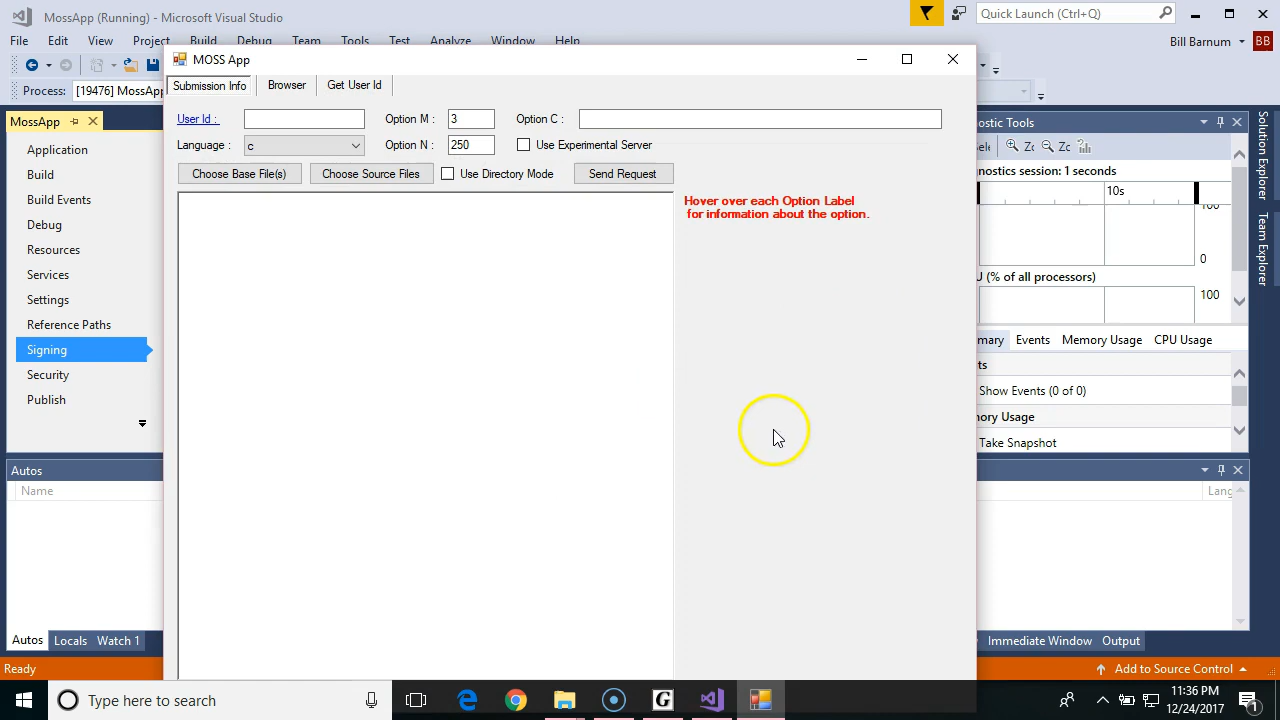 MossApp (Running) - Microsoft Visual Studio
Quick Launch (Ctrl+Q)
File Edit View Project Build Debug Team Tools Test Analyze Window Help
Bill Barnum BB
Process: [19476] MossApp
MOSS App
Submission Info Browser Get User Id
User Id : Option M : 3 Option C :
Language : c Option N : 250 Use Experimental Server
Choose Base File(s) Choose Source Files Use Directory Mode Send Request
Hover over each Option Label
for information about the option.
MossApp
Application
Build
Build Events
Debug
Resources
Services
Settings
Reference Paths
Signing
Security
Publish
Autos
Name
Autos Locals Watch 1
nostic Tools
nostics session: 1 seconds
10s
100
0
U (% of all processors)
100
mary Events Memory Usage CPU Usage
Show Events (0 of 0)
nory Usage
Take Snapshot
Lang
Immediate Window Output
Solution Explorer
Team Explorer
Ready
Add to Source Control
Type here to search
G
11:36 PM
12/24/2017
1